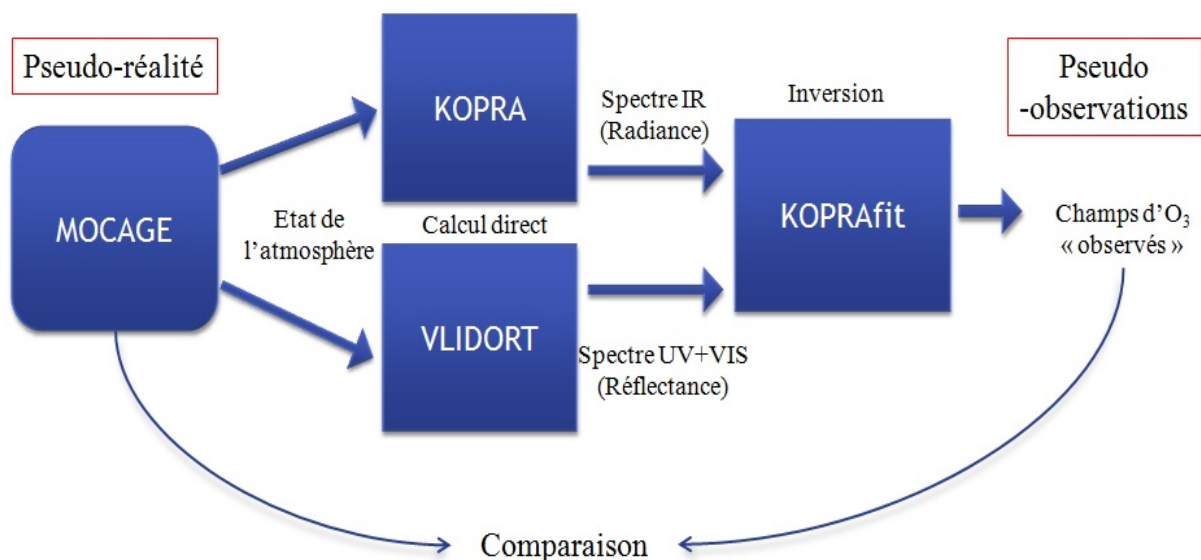 Pseudo-réalité
MOCAGE
Etat de
l'atmosphère
KOPRA
Calcul direct
VLIDORT
Spectre IR
(Radiance)
Spectre UV+VIS
(Réflectance)
Inversion
KOPRAfit
Pseudo
-observations
Champs d'O₃
« observés »
Comparaison